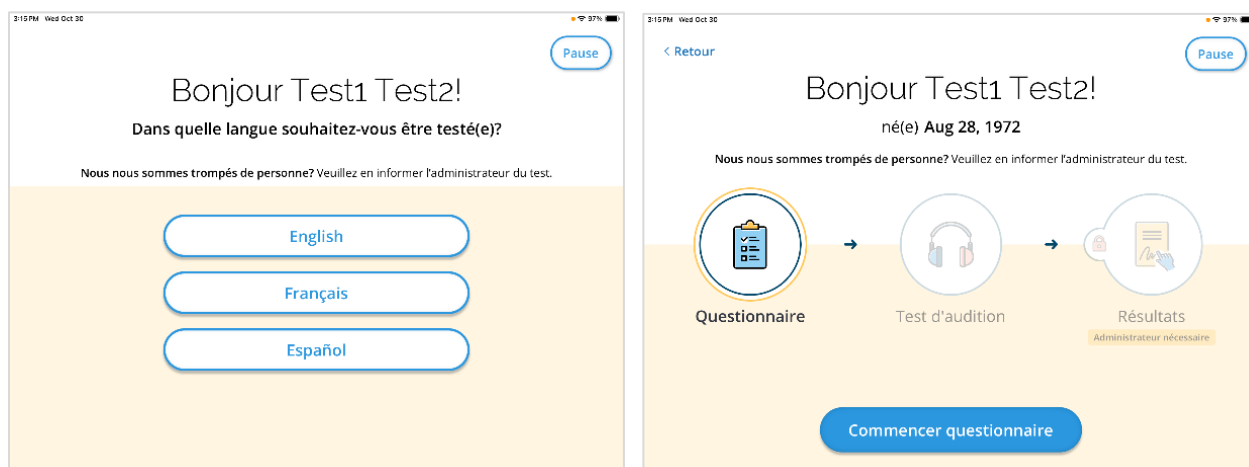 3:15 PM Wed Oct 30
97%
Pause
Bonjour Test1 Test2!
Dans quelle langue souhaitez-vous être testé(e)?
Nous nous sommes trompés de personne? Veuillez en informer l'administrateur du test.
English
Français
Español
3:15 PM Wed Oct 30
97%
< Retour
Pause
Bonjour Test1 Test2!
né(e) Aug 28, 1972
Nous nous sommes trompés de personne? Veuillez en informer l'administrateur du test.
Questionnaire
Test d'audition
Résultats
Administrateur nécessaire
Commencer questionnaire